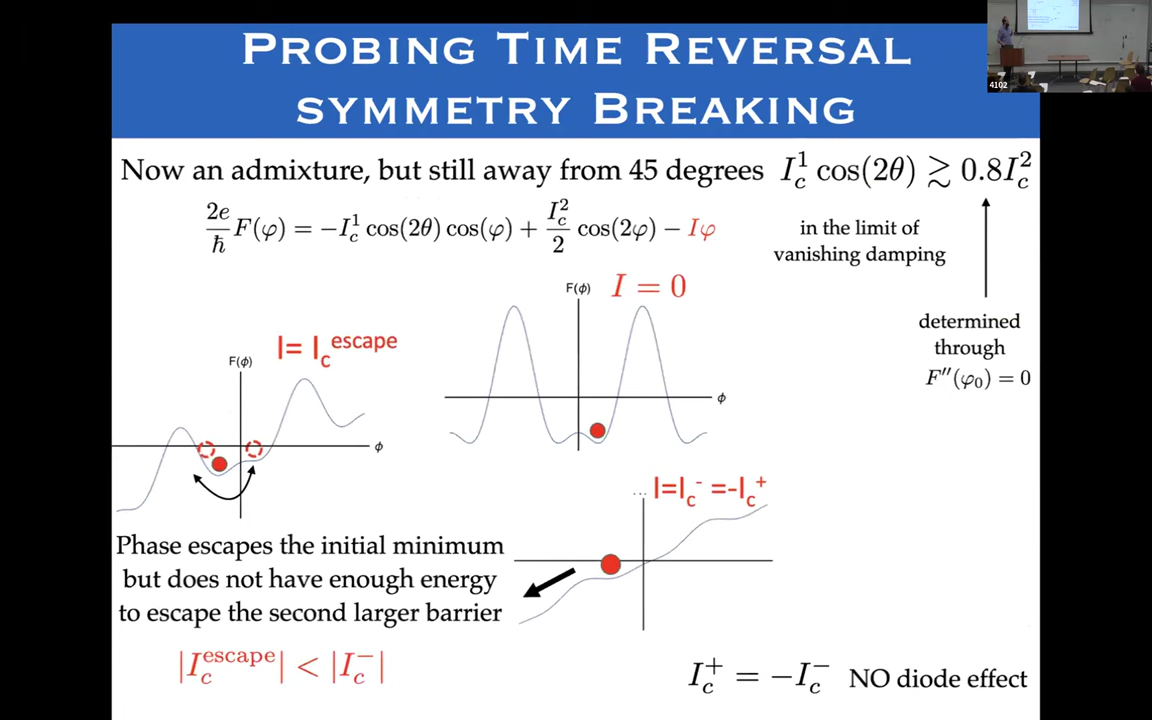 PROBING TIME REVERSAL
SYMMETRY BREAKING
4102
Now an admixture, but still away from 45 degrees I_c^1 cos(2θ) ≳ 0.8I_c^2
2e/ħ F(φ) = −I_c^1 cos(2θ) cos(φ) + I_c^2/2 cos(2φ) − Iφ
in the limit of
vanishing damping
determined
through
F″(φ₀) = 0
F(ϕ) I = 0
ϕ
I= I_c^escape
F(ϕ)
ϕ
... I=I_c^- =-I_c^+
Phase escapes the initial minimum
but does not have enough energy
to escape the second larger barrier
|I_c^escape| < |I_c^−|
I_c^+ = −I_c^− NO diode effect